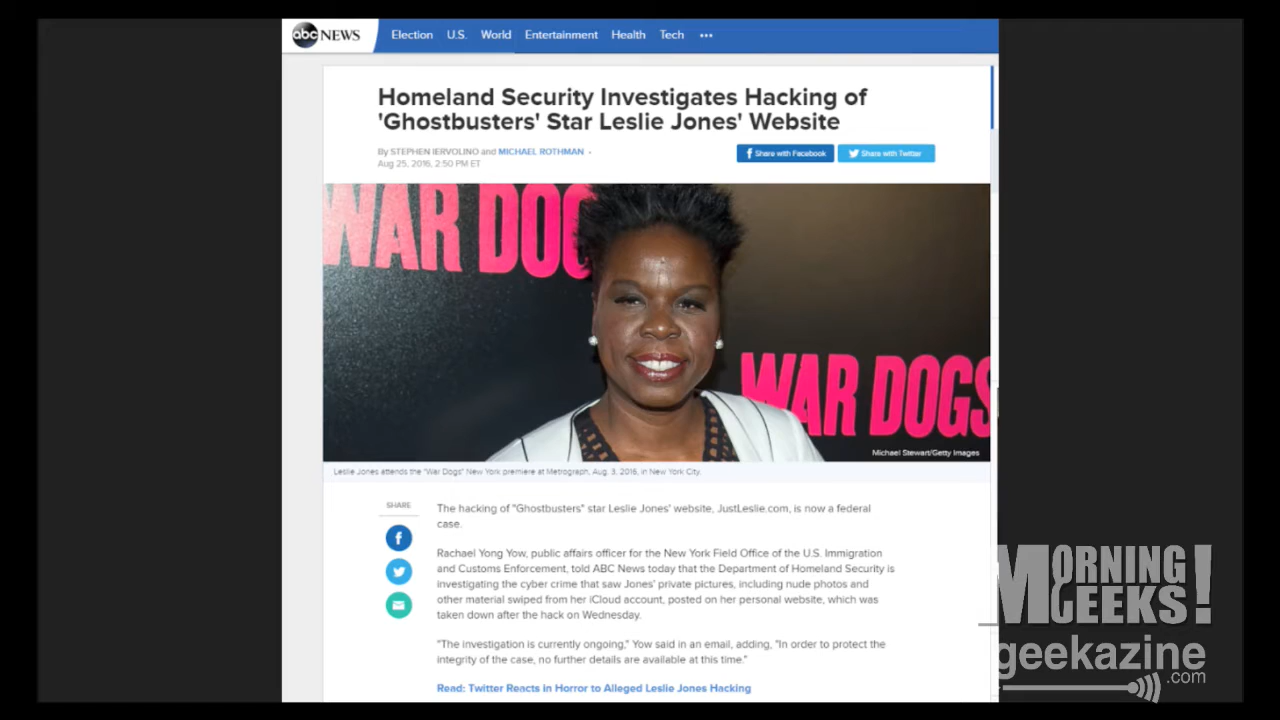 abc NEWS
Election U.S. World Entertainment Health Tech •••
Homeland Security Investigates Hacking of
'Ghostbusters' Star Leslie Jones' Website
By STEPHEN IERVOLINO and MICHAEL ROTHMAN •
Aug 25, 2016, 2:50 PM ET
Share with Facebook Share with Twitter
WAR DOG
WAR DOGS
Michael Stewart/Getty Images
Leslie Jones attends the "War Dogs" New York premiere at Metrograph, Aug. 3, 2016, in New York City.
SHARE
The hacking of "Ghostbusters" star Leslie Jones' website, JustLeslie.com, is now a federal
case.
Rachael Yong Yow, public affairs officer for the New York Field Office of the U.S. Immigration
and Customs Enforcement, told ABC News today that the Department of Homeland Security is
investigating the cyber crime that saw Jones' private pictures, including nude photos and
other material swiped from her iCloud account, posted on her personal website, which was
taken down after the hack on Wednesday.
"The investigation is currently ongoing," Yow said in an email, adding, "In order to protect the
integrity of the case, no further details are available at this time."
Read: Twitter Reacts in Horror to Alleged Leslie Jones Hacking
MORNING
GEEKS!
geekazine
.com